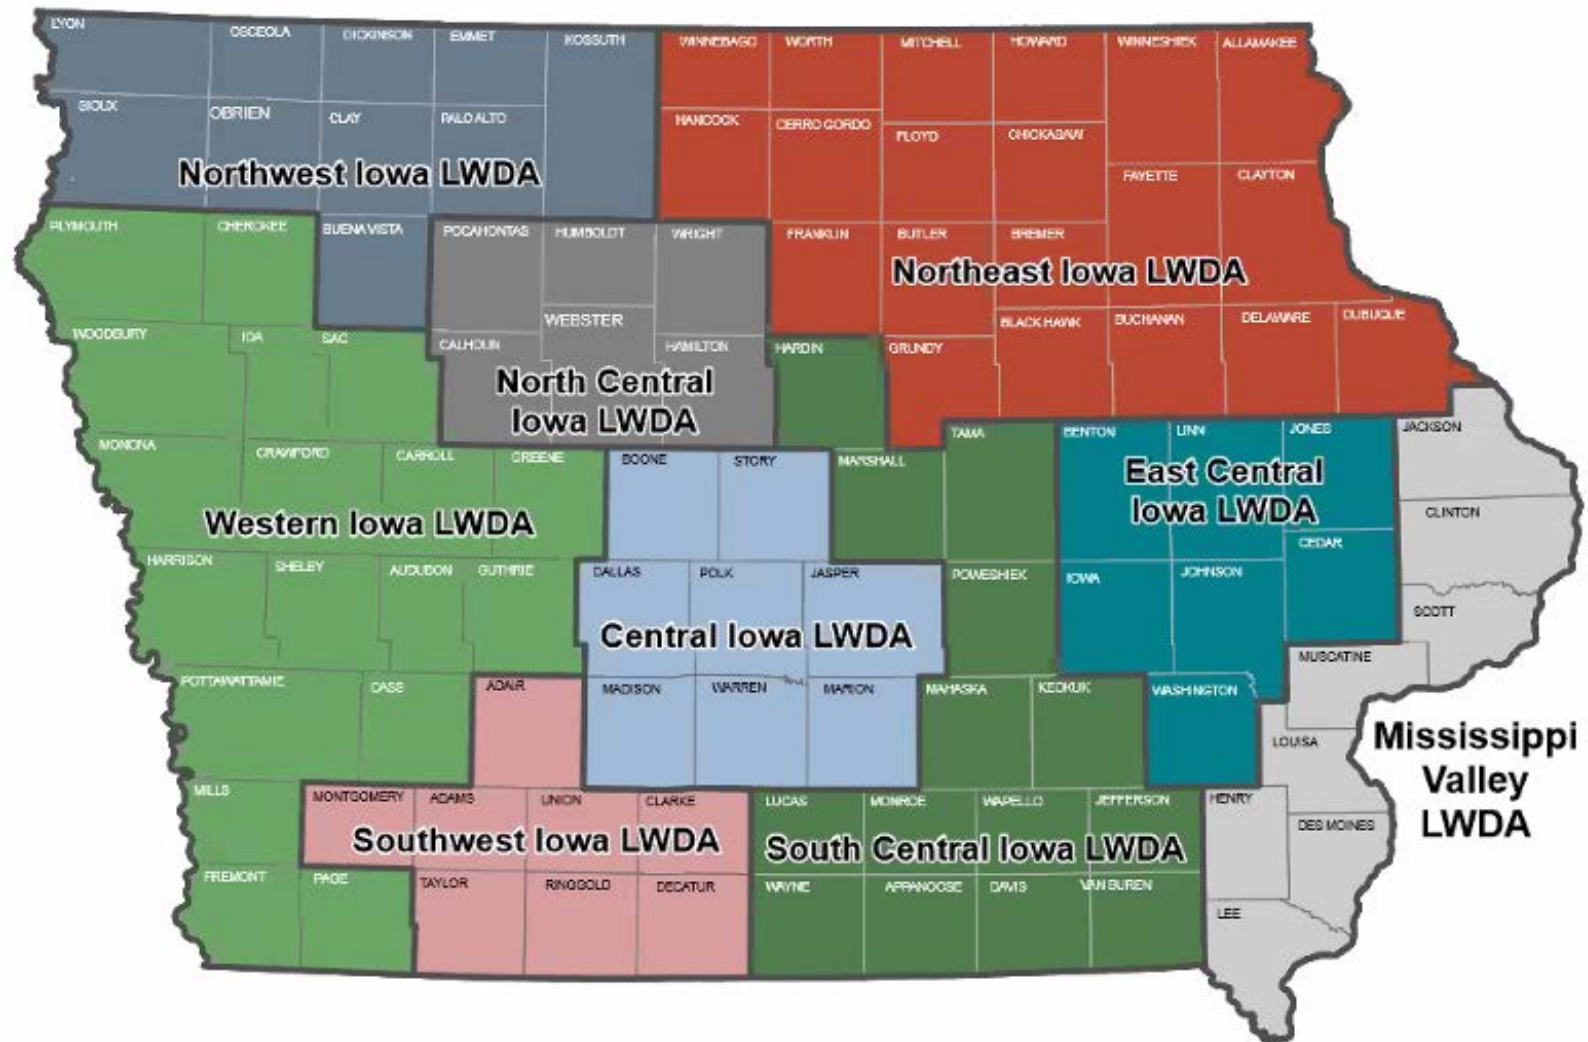 LYON
OSCEOLA
DICKINSON
EMMET
KOSSUTH
WINNEBAGO
WORTH
MITCHELL
HOWARD
WINNESHIEK
ALLAMAKEE
SIOUX
OBRIEN
CLAY
PALO ALTO
HANCOCK
CERRO GORDO
FLOYD
CHICKASAW
FAYETTE
CLAYTON
Northwest Iowa LWDA
PLYMOUTH
CHEROKEE
BUENA VISTA
POCAHONTAS
HUMBOLDT
WRIGHT
FRANKLIN
BUTLER
BREMER
Northeast Iowa LWDA
WOODBURY
IDA
SAC
CALHOUN
WEBSTER
HAMILTON
HARDIN
GRUNDY
BLACK HAWK
BUCHANAN
DELAWARE
DUBUQUE
North Central
Iowa LWDA
MONONA
CRAWFORD
CARROLL
GREENE
BOONE
STORY
MARSHALL
TAMA
BENTON
LINN
JONES
JACKSON
East Central
Iowa LWDA
Western Iowa LWDA
CLINTON
CEDAR
HARRISON
SHELBY
AUDUBON
GUTHRIE
DALLAS
POLK
JASPER
POWESHIEK
IOWA
JOHNSON
SCOTT
Central Iowa LWDA
MUSCATINE
POTTAWATTAMIE
CASS
ADAIR
MADISON
WARREN
MARION
MAHASKA
KEOKUK
WASHINGTON
LOUISA
Mississippi
Valley
LWDA
MILLS
MONTGOMERY
ADAMS
UNION
CLARKE
LUCAS
MONROE
WAPELLO
JEFFERSON
HENRY
DES MOINES
Southwest Iowa LWDA
South Central Iowa LWDA
FREMONT
PAGE
TAYLOR
RINGGOLD
DECATUR
WAYNE
APPANOOSE
DAVIS
VAN BUREN
LEE